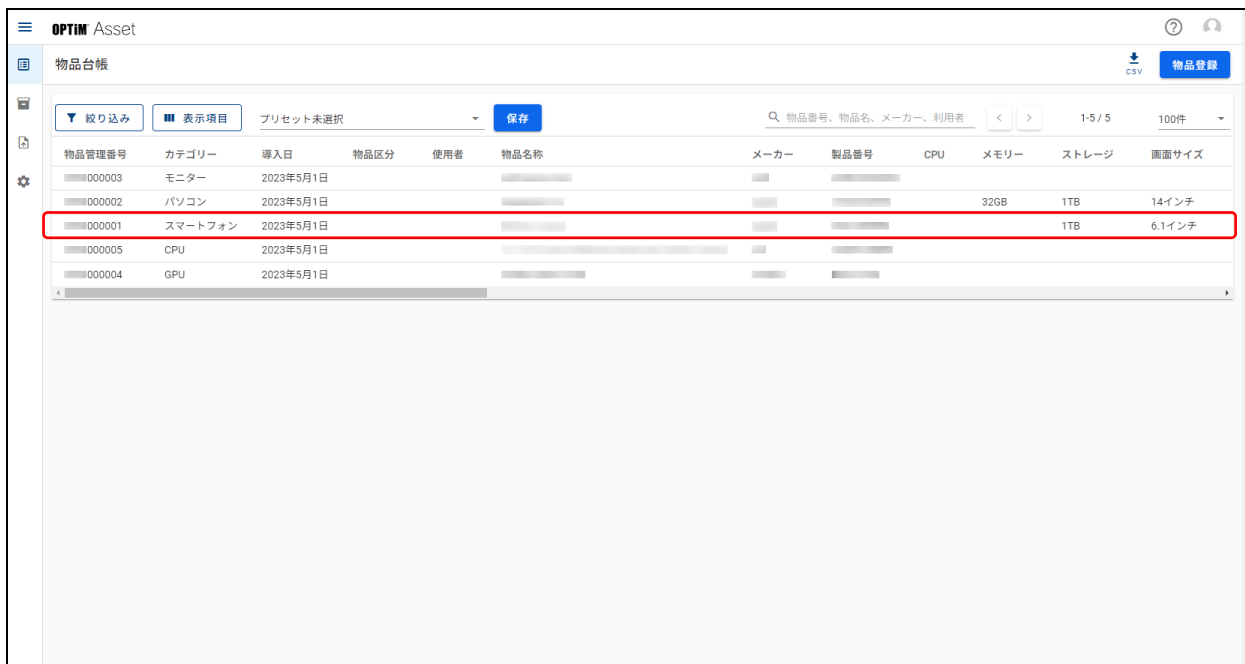 OPTiM Asset
物品台帳
CSV
物品登録
絞り込み 表示項目 プリセット未選択 保存 物品番号、物品名、メーカー、利用者 1-5 / 5 100件
物品管理番号 カテゴリー 導入日 物品区分 使用者 物品名称 メーカー 製品番号 CPU メモリー ストレージ 画面サイズ
000003 モニター 2023年5月1日
000002 パソコン 2023年5月1日 32GB 1TB 14インチ
000001 スマートフォン 2023年5月1日 1TB 6.1インチ
000005 CPU 2023年5月1日
000004 GPU 2023年5月1日